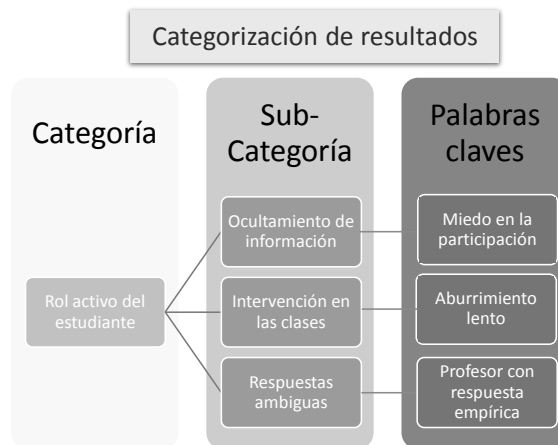 Categorización de resultados
Categoría
Sub-
Categoría
Palabras
claves
Rol activo del
estudiante
Ocultamiento de
información
Intervención en
las clases
Respuestas
ambiguas
Miedo en la
participación
Aburrimiento
lento
Profesor con
respuesta
empírica